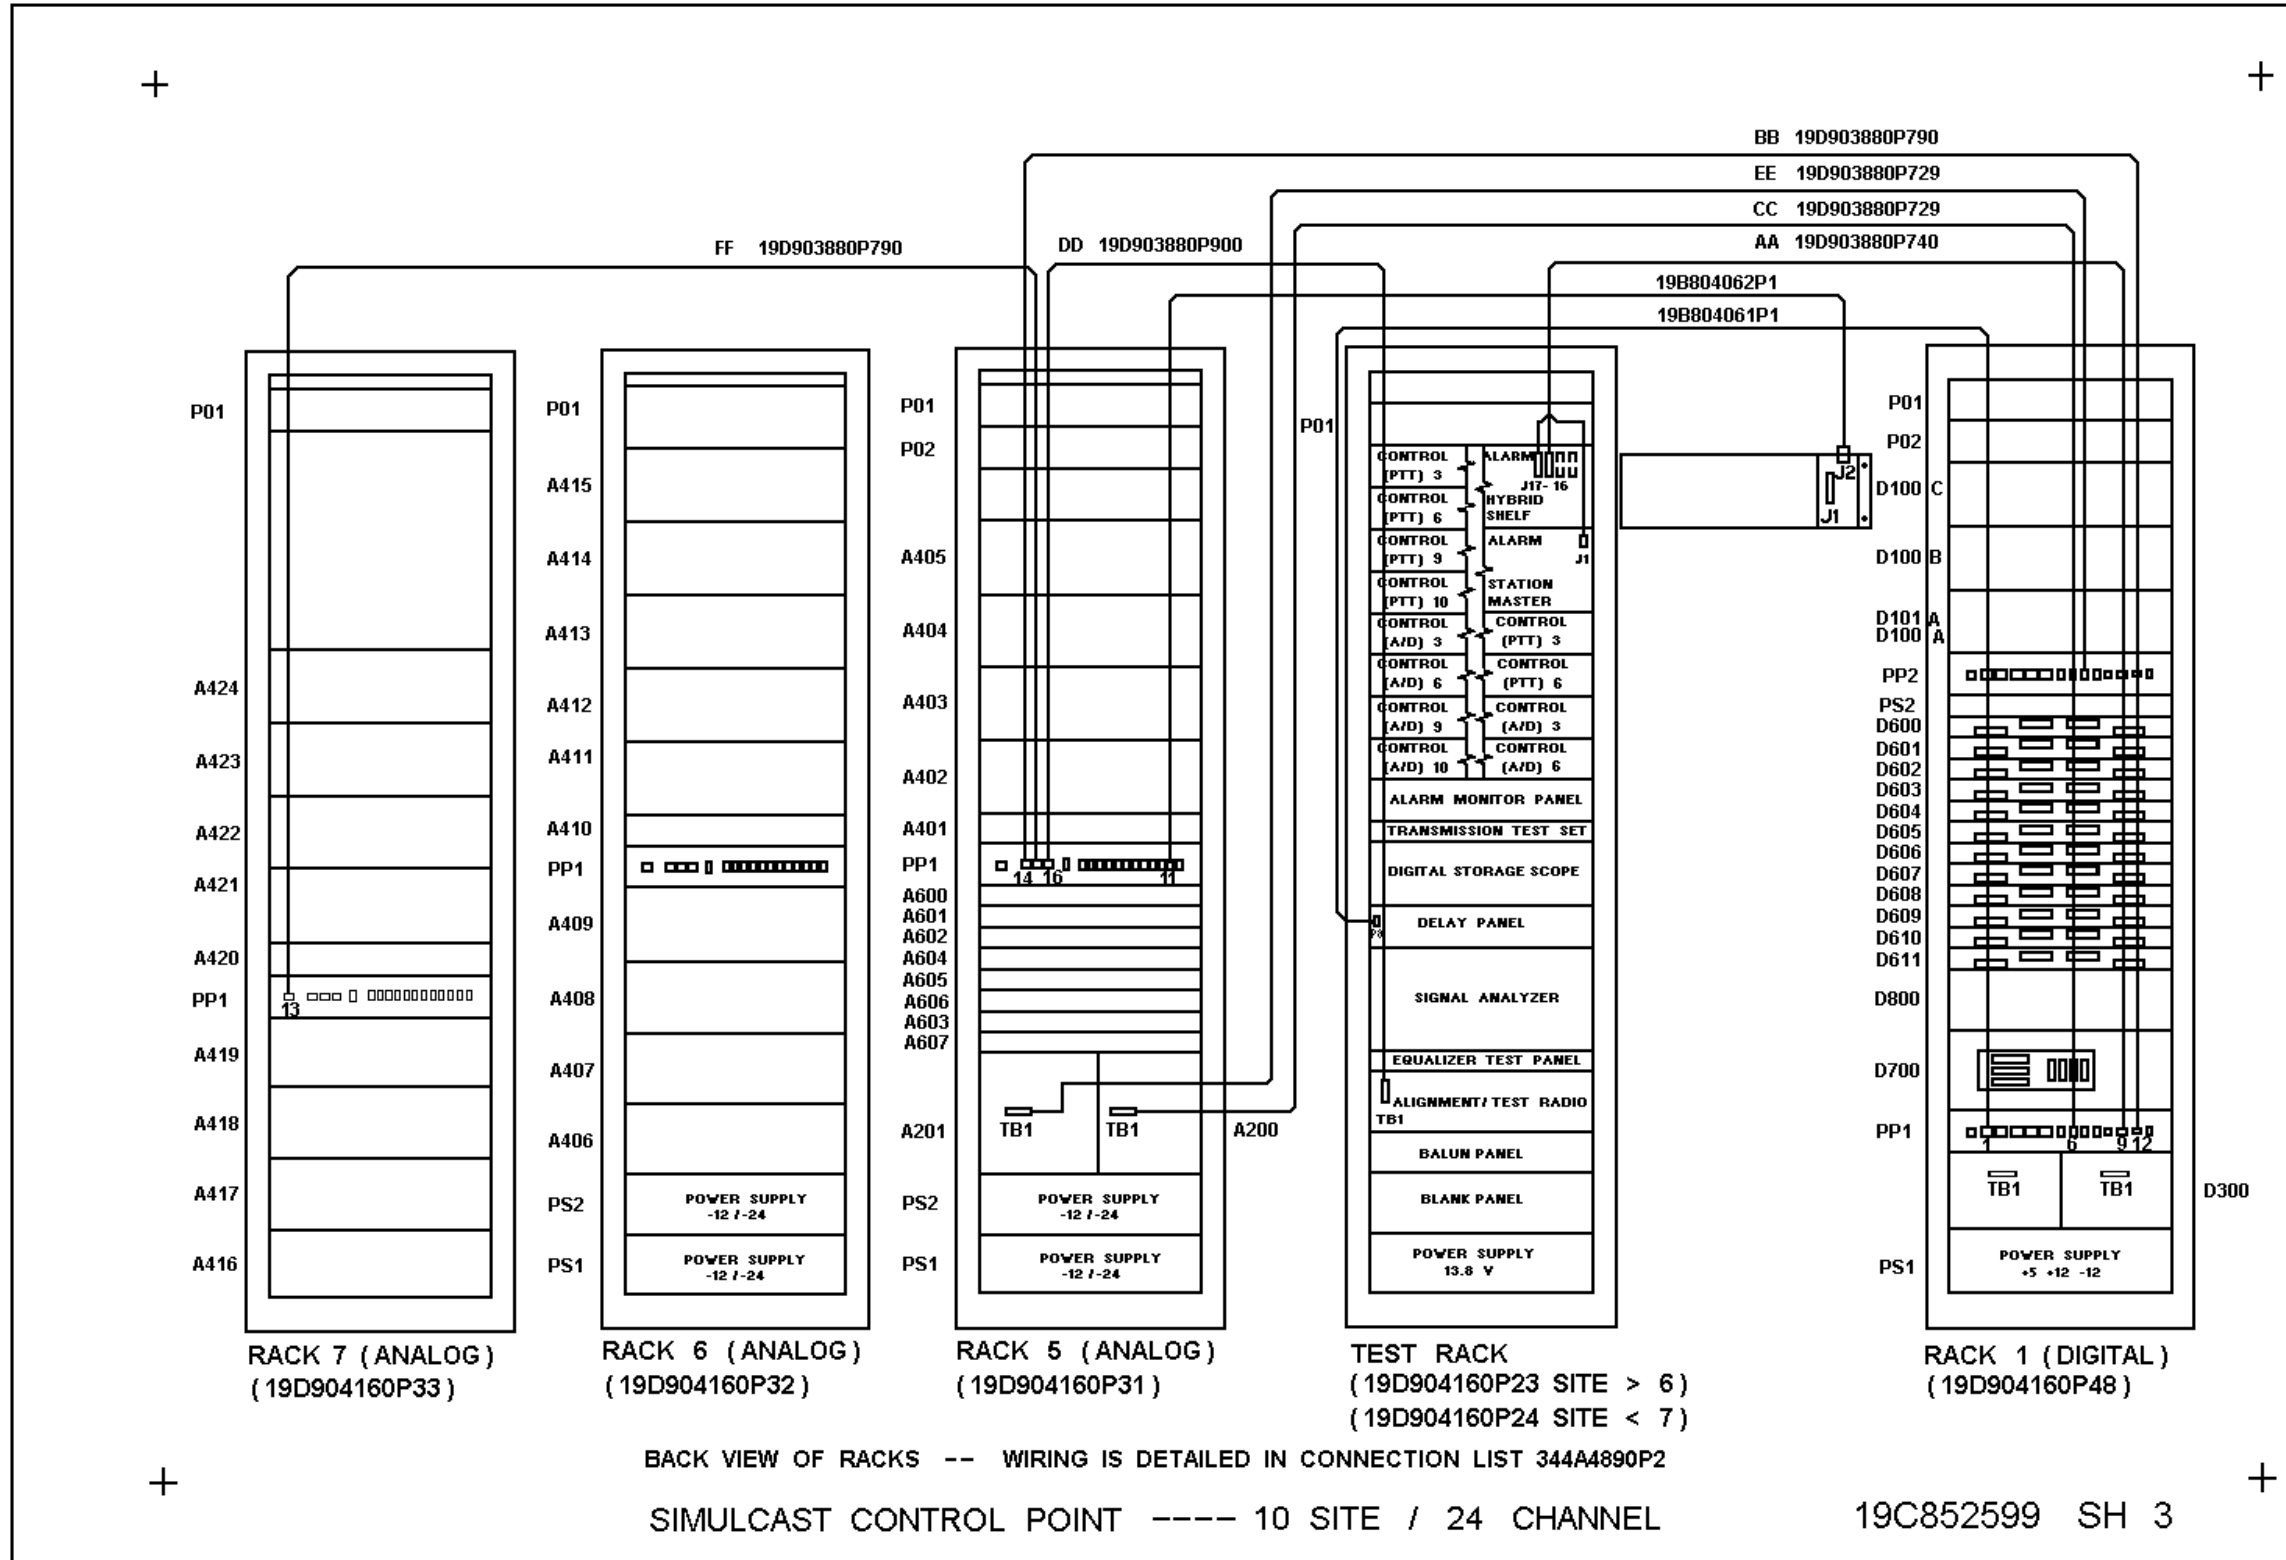 BB 19D903880P790
EE 19D903880P729
CC 19D903880P729
AA 19D903880P740
FF 19D903880P790
DD 19D903880P900
19B804062P1
19B804061P1
P01
A424
A423
A422
A421
A420
PP1
13
A419
A418
A417
A416
RACK 7 (ANALOG)
(19D904160P33)
P01
A415
A414
A413
A412
A411
A410
PP1
A409
A408
A407
A406
PS2
POWER SUPPLY
-12 / -24
PS1
POWER SUPPLY
-12 / -24
RACK 6 (ANALOG)
(19D904160P32)
P01
P02
A405
A404
A403
A402
A401
PP1
14 16 11
A600
A601
A602
A604
A605
A606
A603
A607
A201
TB1
TB1
A200
PS2
POWER SUPPLY
-12 / -24
PS1
POWER SUPPLY
-12 / -24
RACK 5 (ANALOG)
(19D904160P31)
P01
CONTROL
(PTT) 3
CONTROL
(PTT) 6
CONTROL
(PTT) 9
CONTROL
(PTT) 10
CONTROL
(A/D) 3
CONTROL
(A/D) 6
CONTROL
(A/D) 9
CONTROL
(A/D) 10
ALARM
J17- 16
HYBRID
SHELF
ALARM
J1
STATION
MASTER
CONTROL
(PTT) 3
CONTROL
(PTT) 6
CONTROL
(A/D) 3
CONTROL
(A/D) 6
ALARM MONITOR PANEL
TRANSMISSION TEST SET
DIGITAL STORAGE SCOPE
DELAY PANEL
SIGNAL ANALYZER
EQUALIZER TEST PANEL
ALIGNMENT/ TEST RADIO
TB1
BALUN PANEL
BLANK PANEL
POWER SUPPLY
13.8 V
TEST RACK
(19D904160P23 SITE > 6)
(19D904160P24 SITE < 7)
J2
J1
P01
P02
D100 C
D100 B
D101 A
D100 A
PP2
PS2
D600
D601
D602
D603
D604
D605
D606
D607
D608
D609
D610
D611
D800
D700
PP1
1 6 9 12
TB1
TB1
D300
PS1
POWER SUPPLY
+5 +12 -12
RACK 1 (DIGITAL)
(19D904160P48)
BACK VIEW OF RACKS -- WIRING IS DETAILED IN CONNECTION LIST 344A4890P2
SIMULCAST CONTROL POINT ---- 10 SITE / 24 CHANNEL
19C852599 SH 3